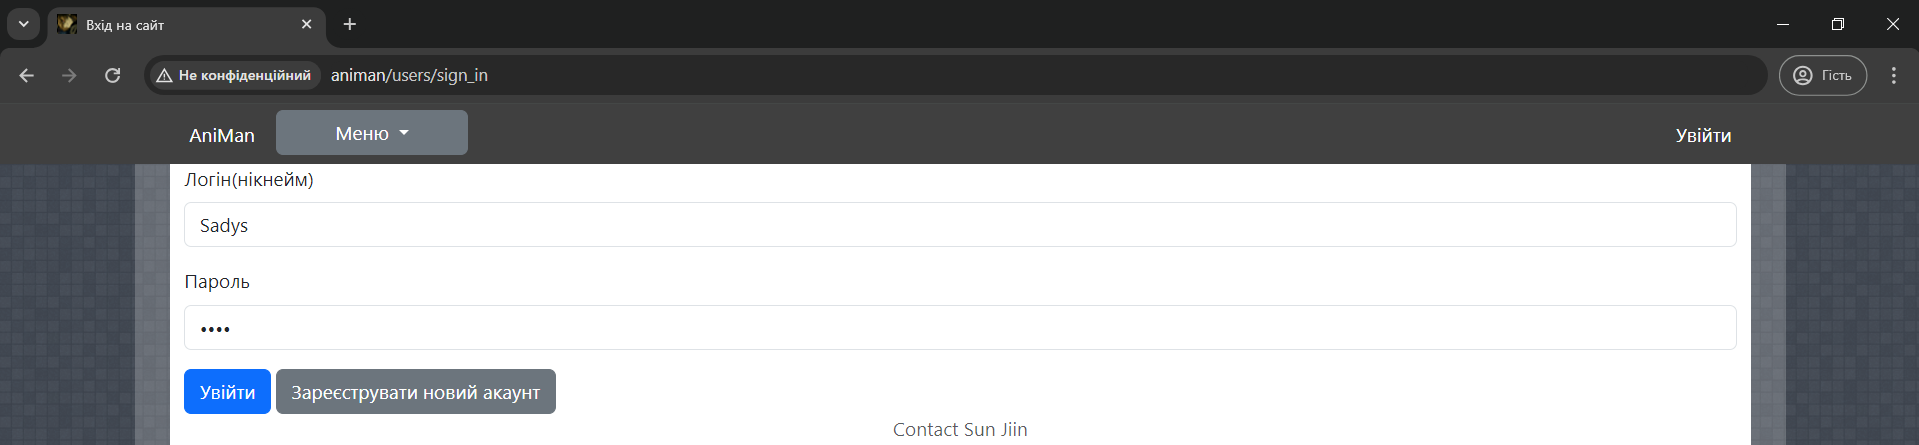 Вхід на сайт
Не конфіденційний animan/users/sign_in Гість
AniMan Меню Увійти
Логін(нікнейм)
Sadys
Пароль
••••
Увійти Зареєструвати новий акаунт
Contact Sun Jiin